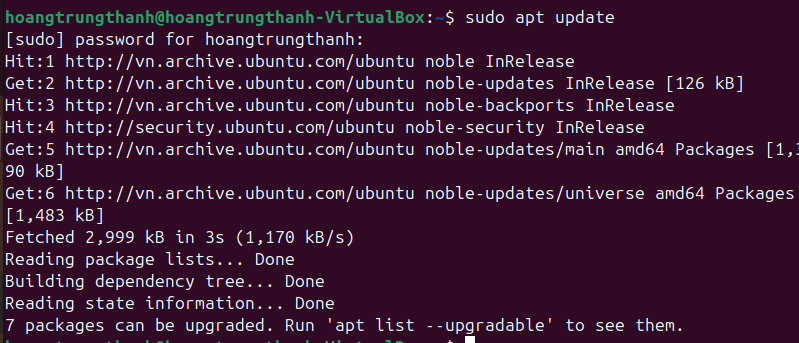 hoangtrungthanh@hoangtrungthanh-VirtualBox:~$ sudo apt update
[sudo] password for hoangtrungthanh:
Hit:1 http://vn.archive.ubuntu.com/ubuntu noble InRelease
Get:2 http://vn.archive.ubuntu.com/ubuntu noble-updates InRelease [126 kB]
Hit:3 http://vn.archive.ubuntu.com/ubuntu noble-backports InRelease
Hit:4 http://security.ubuntu.com/ubuntu noble-security InRelease
Get:5 http://vn.archive.ubuntu.com/ubuntu noble-updates/main amd64 Packages [1,3
90 kB]
Get:6 http://vn.archive.ubuntu.com/ubuntu noble-updates/universe amd64 Packages
[1,483 kB]
Fetched 2,999 kB in 3s (1,170 kB/s)
Reading package lists... Done
Building dependency tree... Done
Reading state information... Done
7 packages can be upgraded. Run 'apt list --upgradable' to see them.